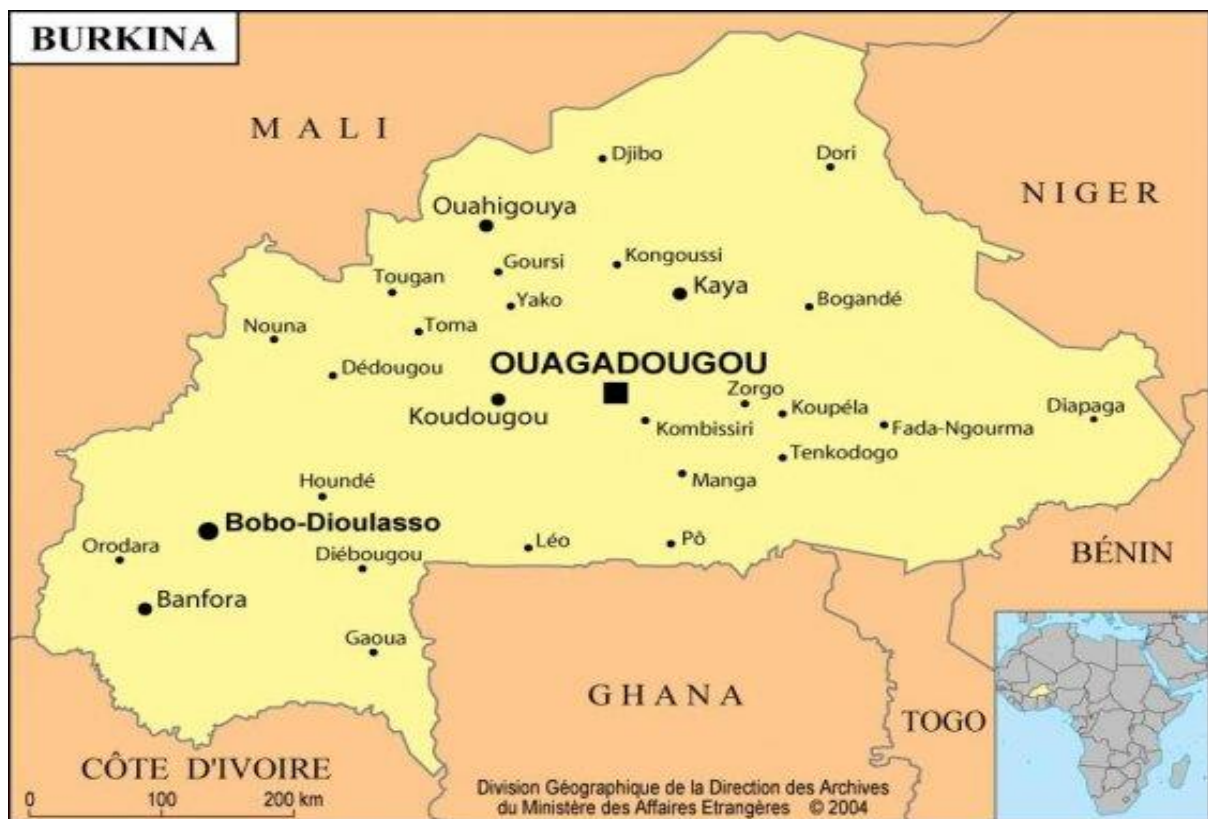 BURKINA
MALI
Djibo
Dori
NIGER
Ouahigouya
Goursi
Kongoussi
Tougan
Kaya
Yako
Bogandé
Nouna
Toma
OUAGADOUGOU
Dédougou
Zorgo
Koudougou
Koupéla
Diapaga
Kombissiri
Fada-Ngourma
Tenkodogo
Houndé
Manga
Bobo-Dioulasso
Orodara
Diébougou
Léo
Pô
BÉNIN
Banfora
Gaoua
GHANA
TOGO
CÔTE D'IVOIRE
0 100 200 km
Division Géographique de la Direction des Archives
du Ministère des Affaires Etrangères © 2004